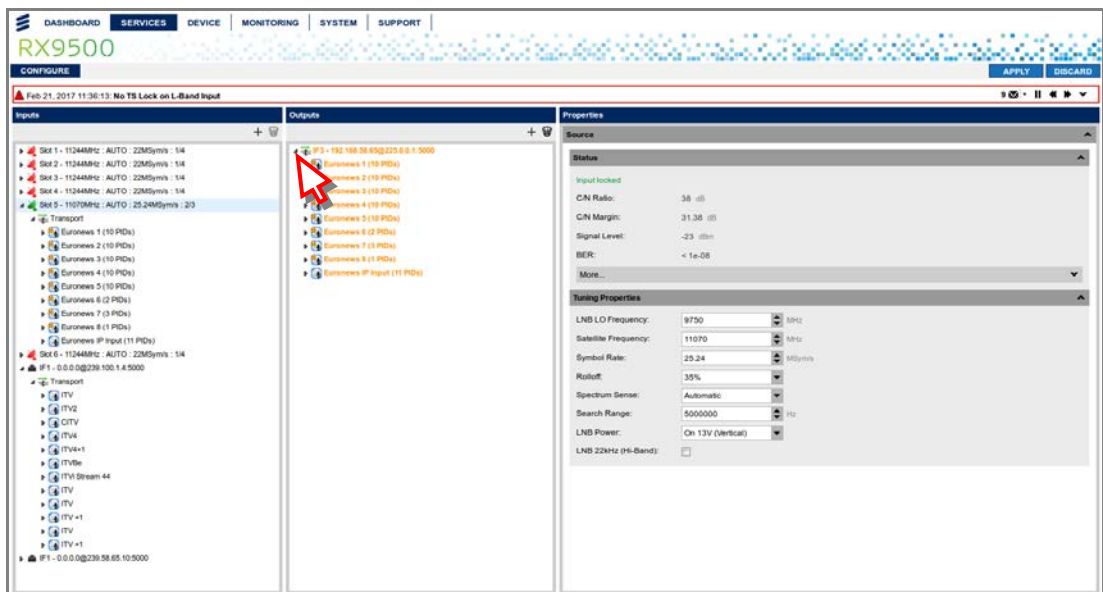 DASHBOARD SERVICES DEVICE MONITORING SYSTEM SUPPORT
RX9500
CONFIGURE APPLY DISCARD
Feb 21, 2017 11:36:13: No TS Lock on L-Band Input 9
Inputs
Slot 1 - 11244MHz : AUTO : 22MSym/s : 1/4
Slot 2 - 11244MHz : AUTO : 22MSym/s : 1/4
Slot 3 - 11244MHz : AUTO : 22MSym/s : 1/4
Slot 4 - 11244MHz : AUTO : 22MSym/s : 1/4
Slot 5 - 11070MHz : AUTO : 25.24MSym/s : 2/3
Transport
Euronews 1 (10 PIDs)
Euronews 2 (10 PIDs)
Euronews 3 (10 PIDs)
Euronews 4 (10 PIDs)
Euronews 5 (10 PIDs)
Euronews 6 (2 PIDs)
Euronews 7 (3 PIDs)
Euronews 8 (1 PIDs)
Euronews IP Input (11 PIDs)
Slot 6 - 11244MHz : AUTO : 22MSym/s : 1/4
IF1 - 0.0.0.0@239.100.1.4:5000
Transport
ITV
ITV2
CITV
ITV4
ITV4+1
ITVBe
ITVi Stream 44
ITV
ITV
ITV +1
ITV
ITV +1
IF1 - 0.0.0.0@239.58.65.10:5000
Outputs
IF3 - 192.168.58.65@225.0.0.1:5000
Euronews 1 (10 PIDs)
Euronews 2 (10 PIDs)
Euronews 3 (10 PIDs)
Euronews 4 (10 PIDs)
Euronews 5 (10 PIDs)
Euronews 6 (2 PIDs)
Euronews 7 (3 PIDs)
Euronews 8 (1 PIDs)
Euronews IP Input (11 PIDs)
Properties
Source
Status
Input locked
C/N Ratio: 38 dB
C/N Margin: 31.38 dB
Signal Level: -23 dBm
BER: < 1e-08
More...
Tuning Properties
LNB LO Frequency: 9750 MHz
Satellite Frequency: 11070 MHz
Symbol Rate: 25.24 MSym/s
Rolloff: 35%
Spectrum Sense: Automatic
Search Range: 5000000 Hz
LNB Power: On 13V (Vertical)
LNB 22kHz (Hi-Band):